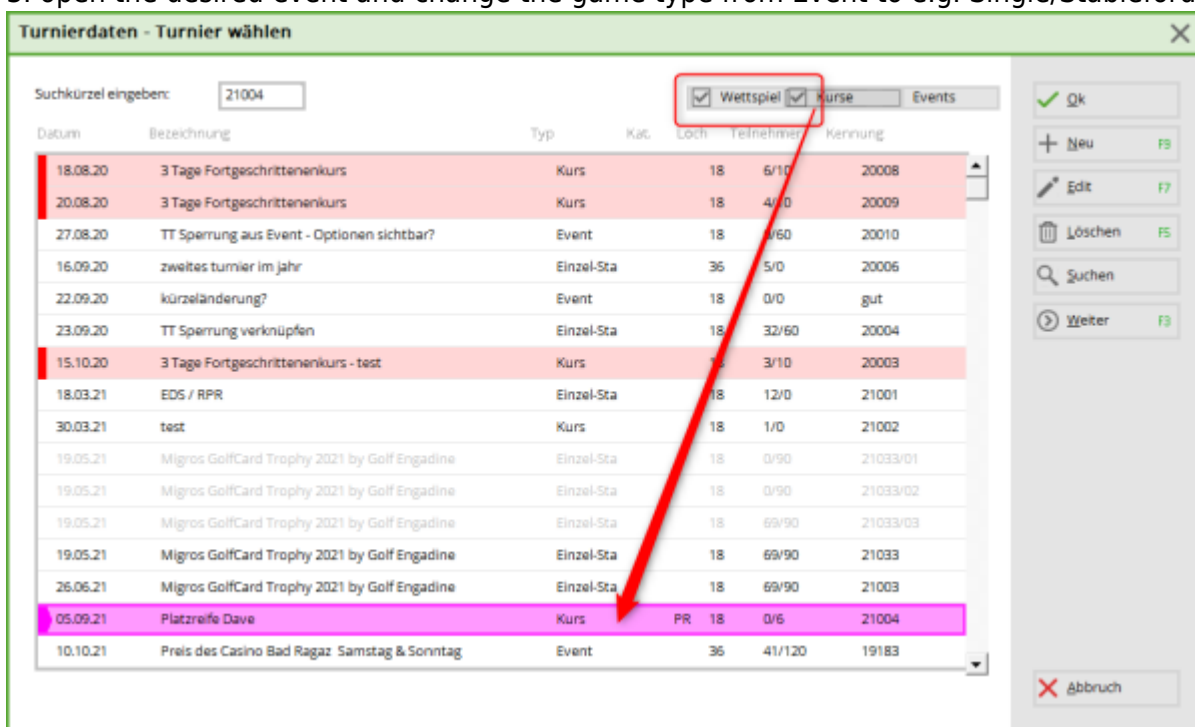 Turnierdaten - Turnier wählen
Suchkürzel eingeben: 21004 Wettspiel Kurse Events
Datum Bezeichnung Typ Kat. Loch Teilnehmer Kennung
18.08.20 3 Tage Fortgeschrittenenkurs Kurs 18 6/10 20008
20.08.20 3 Tage Fortgeschrittenenkurs Kurs 18 20009
27.08.20 TT Sperrung aus Event - Optionen sichtbar? Event 18 20010
16.09.20 zweites turnier im jahr Einzel-Sta 36 5/0 20006
22.09.20 kürzeländerung? Event 18 0/0 gut
23.09.20 TT Sperrung verknüpfen Einzel-Sta 18 32/60 20004
15.10.20 3 Tage Fortgeschrittenenkurs - test Kurs 3/10 20003
18.03.21 EDS / RPR Einzel-Sta 18 12/0 21001
30.03.21 test Kurs 18 1/0 21002
19.05.21 Migros GolfCard Trophy 2021 by Golf Engadine Einzel-Sta 18 0/90 21033/01
19.05.21 Migros GolfCard Trophy 2021 by Golf Engadine Einzel-Sta 18 0/90 21033/02
19.05.21 Migros GolfCard Trophy 2021 by Golf Engadine Einzel-Sta 18 69/90 21033/03
19.05.21 Migros GolfCard Trophy 2021 by Golf Engadine Einzel-Sta 18 69/90 21033
26.06.21 Migros GolfCard Trophy 2021 by Golf Engadine Einzel-Sta 18 69/90 21003
05.09.21 Platzreife Dave Kurs PR 18 0/6 21004
10.10.21 Preis des Casino Bad Ragaz Samstag & Sonntag Event 36 41/120 19183
Ok
Neu F9
Edit F7
Löschen F5
Suchen
Weiter F3
Abbruch